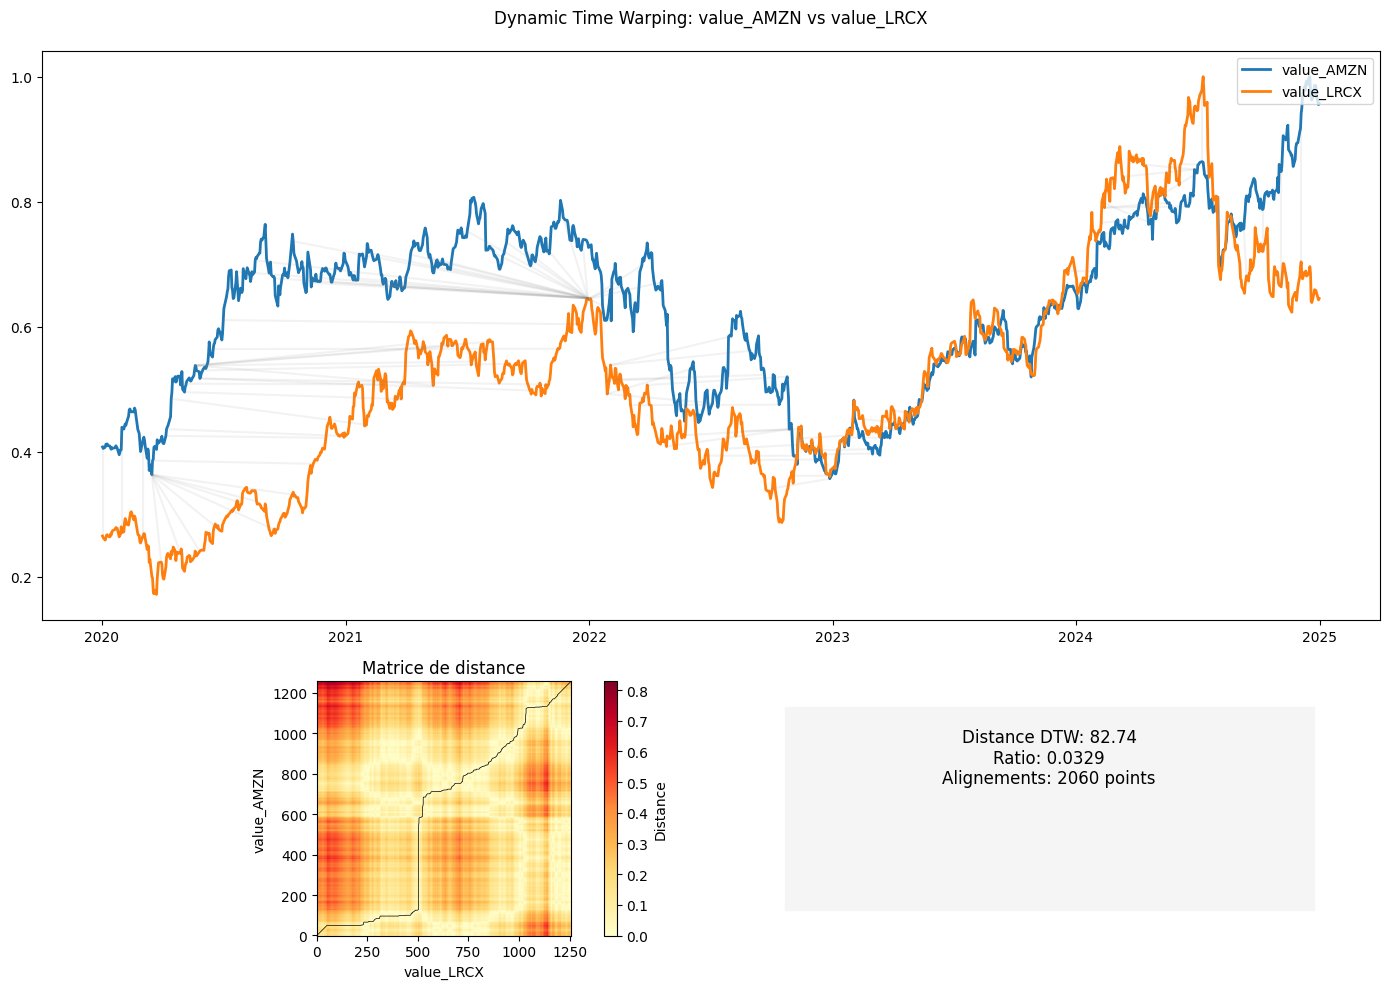 Dynamic Time Warping: value_AMZN vs value_LRCX
value_AMZN
value_LRCX
1.0
0.8
0.6
0.4
0.2
2020 2021 2022 2023 2024 2025
Matrice de distance
value_AMZN
1200
1000
800
600
400
200
0
0 250 500 750 1000 1250
value_LRCX
0.8
0.7
0.6
0.5
0.4
0.3
0.2
0.1
0.0
Distance
Distance DTW: 82.74
Ratio: 0.0329
Alignements: 2060 points